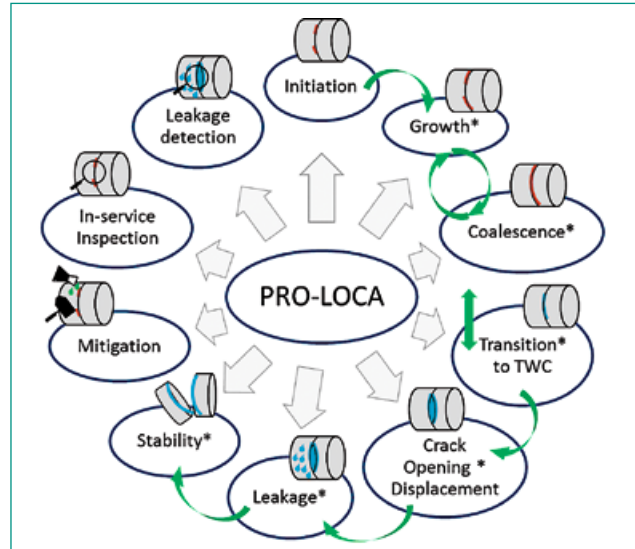 Initiation
Growth*
Coalescence*
Transition*
to TWC
Crack
Opening *
Displacement
Leakage*
Stability*
Mitigation
In-service
Inspection
Leakage
detection
PRO-LOCA